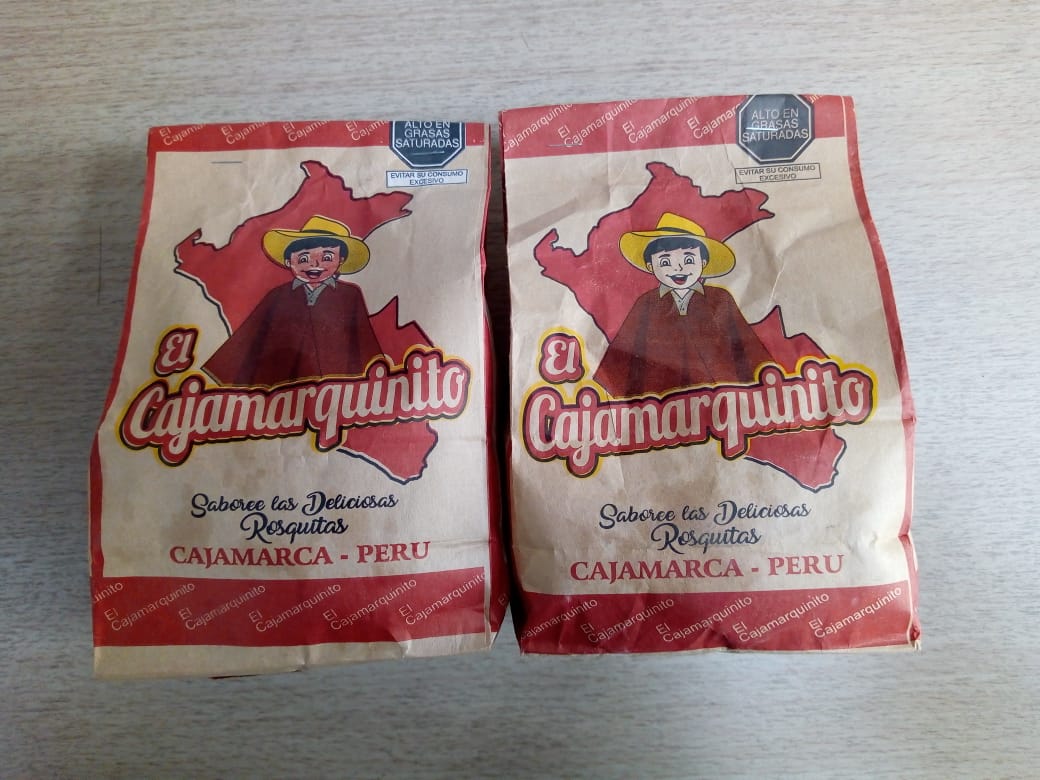 El Cajamarquinito
El Cajamarquinito
El Cajamarquinito
ALTO EN
GRASAS
SATURADAS
EVITAR SU CONSUMO
EXCESIVO
El
Cajamarquinito
Saboree las Deliciosas
Rosquitas
CAJAMARCA - PERU
El Cajamarquinito
El Cajamarquinito
El Cajamarquinito
El Cajamarquinito
El Cajamarquinito
El Cajamarquinito
El Cajamarquinito
ALTO EN
GRASAS
SATURADAS
EVITAR SU CONSUMO
EXCESIVO
El
Cajamarquinito
Saboree las Deliciosas
Rosquitas
CAJAMARCA - PERU
El Cajamarquinito
El Cajamarquinito
El Cajamarquinito
El Cajamarquinito